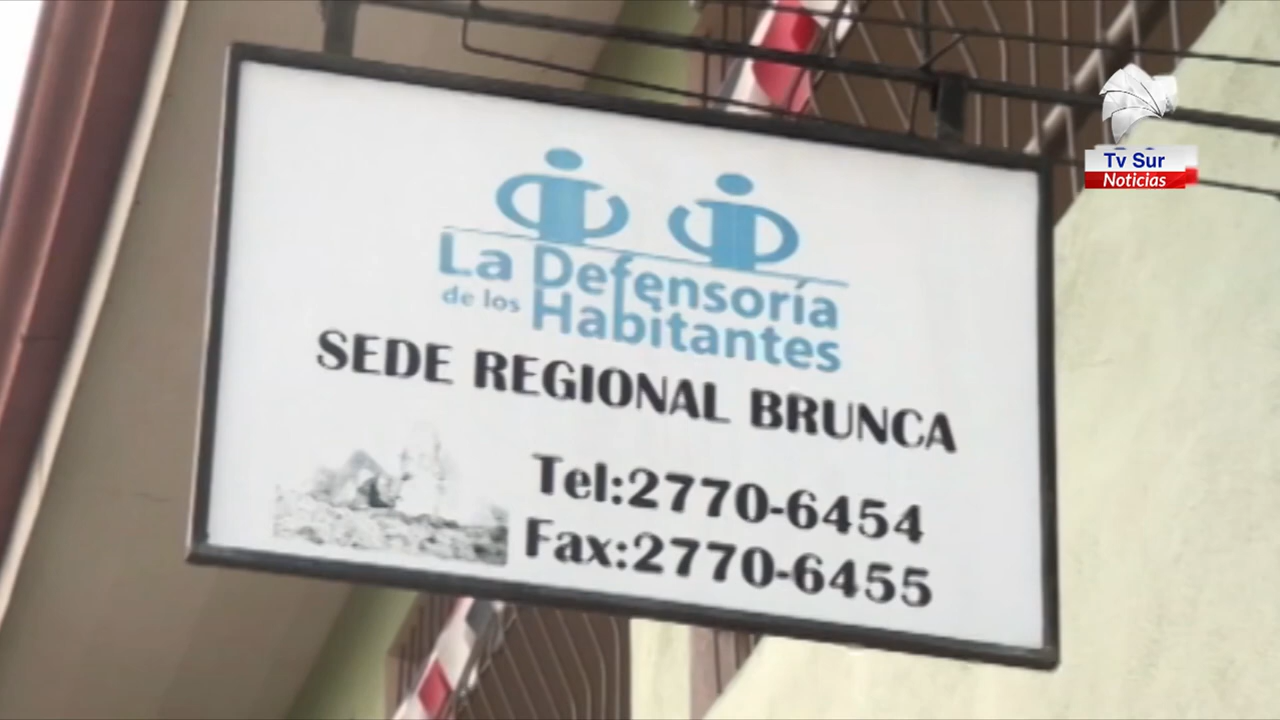 Tv Sur
Noticias
La Defensoría
de los Habitantes
SEDE REGIONAL BRUNCA
Tel:2770-6454
Fax:2770-6455